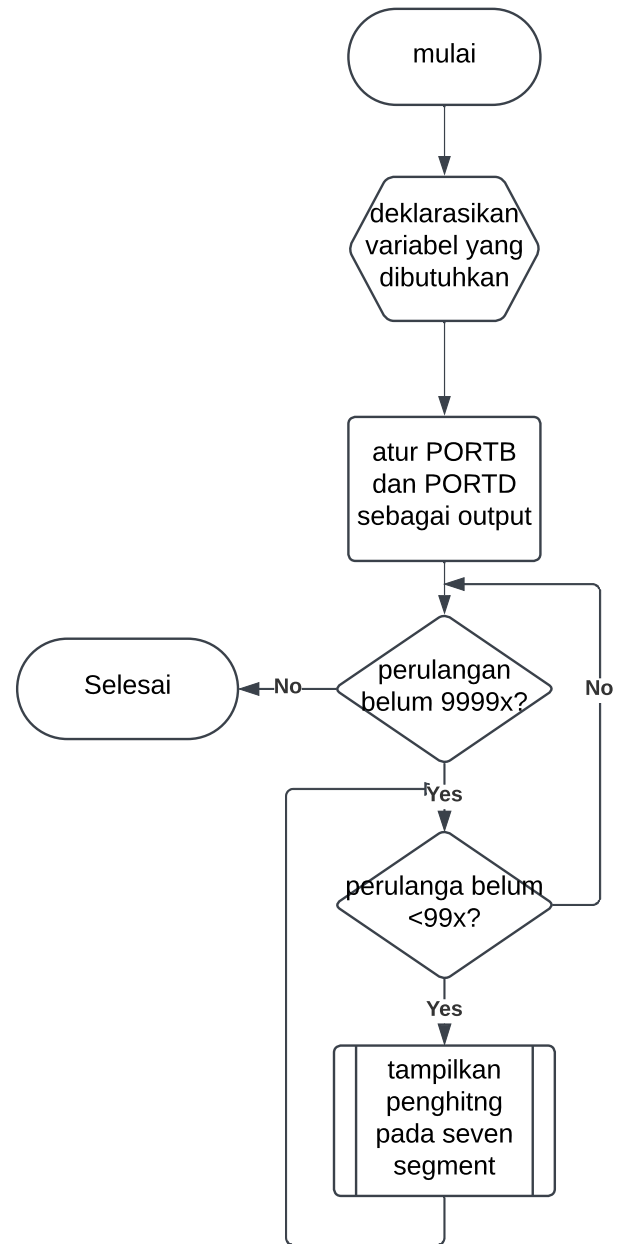 mulai
deklarasikan
variabel yang
dibutuhkan
atur PORTB
dan PORTD
sebagai output
perulangan
belum 9999x?
No
Selesai
No
Yes
perulanga belum
<99x?
Yes
tampilkan
penghitng
pada seven
segment